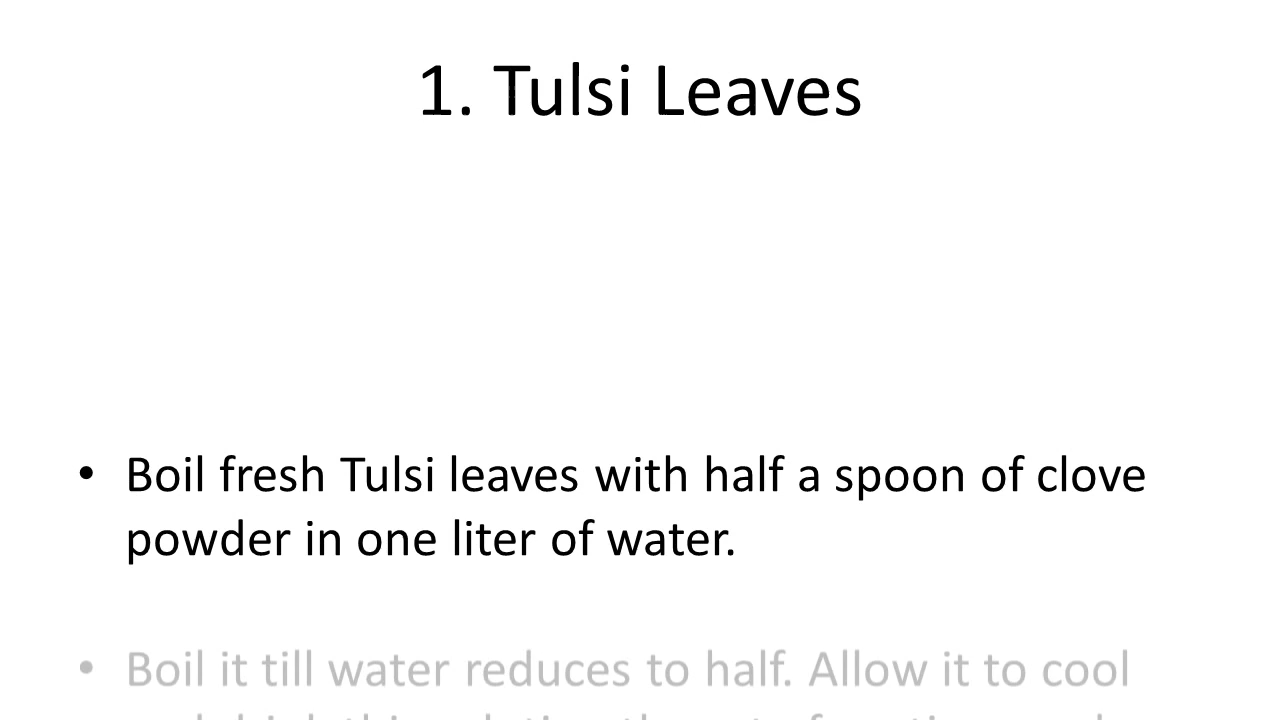 1. Tulsi Leaves
• Boil fresh Tulsi leaves with half a spoon of clove
powder in one liter of water.
• Boil it till water reduces to half. Allow it to cool